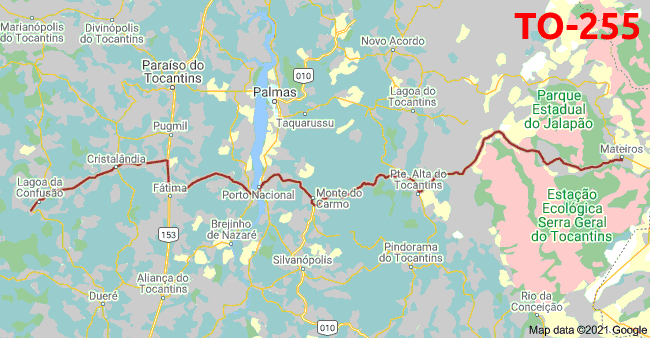 TO-255
Marianópolis
do Tocantins
Divinópolis
do Tocantins
Novo Acordo
Paraíso do
Tocantins
010
Palmas
Lagoa do
Tocantins
Parque
Estadual
do Jalapão
Pugmil
Taquarussu
Mateiros
Cristalândia
Lagoa da
Confusão
Fátima
Porto Nacional
Monte do
Carmo
Pte. Alta do
Tocantins
Estação
Ecológica
Serra Geral
do Tocantins
153
Brejinho
de Nazaré
Silvanópolis
Pindorama
do Tocantins
Aliança do
Tocantins
Dueré
Rio da
Conceição
010
Map data ©2021 Google